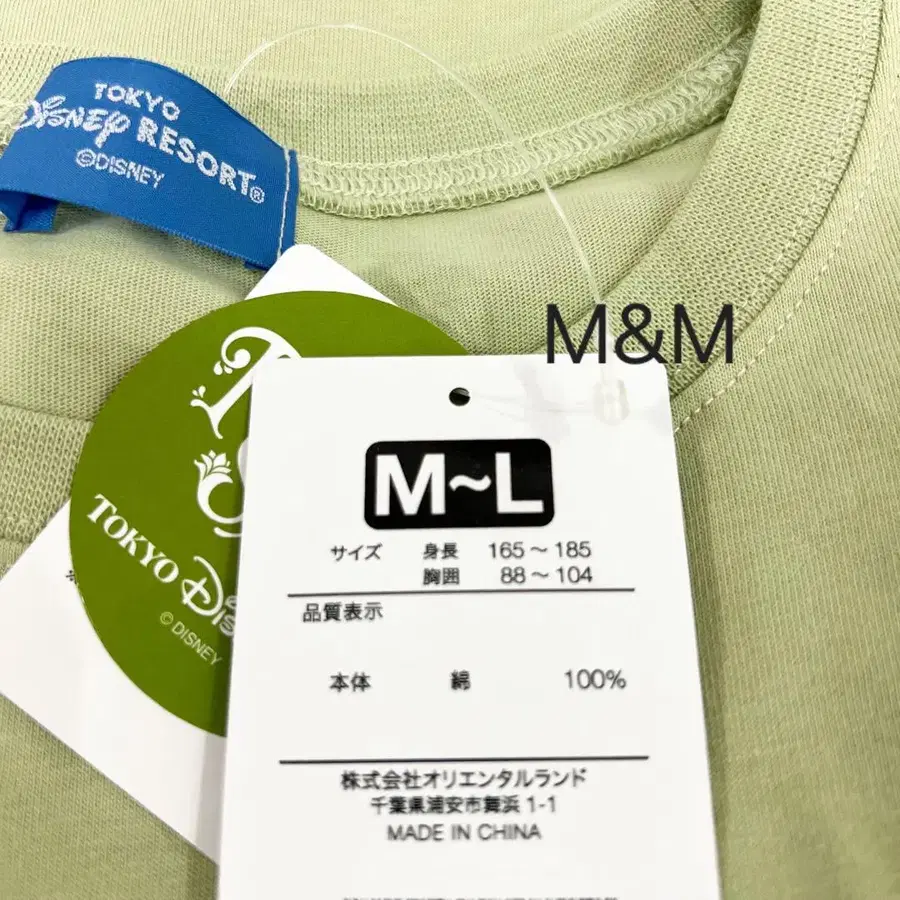 TOKYO
Disney RESORT®
©DISNEY
M&M
TOKYO Dis
©DISNEY
M~L
サイズ 身長 165～185
胸囲 88～104
品質表示
本体 綿 100%
株式会社オリエンタルランド
千葉県浦安市舞浜 1-1
MADE IN CHINA